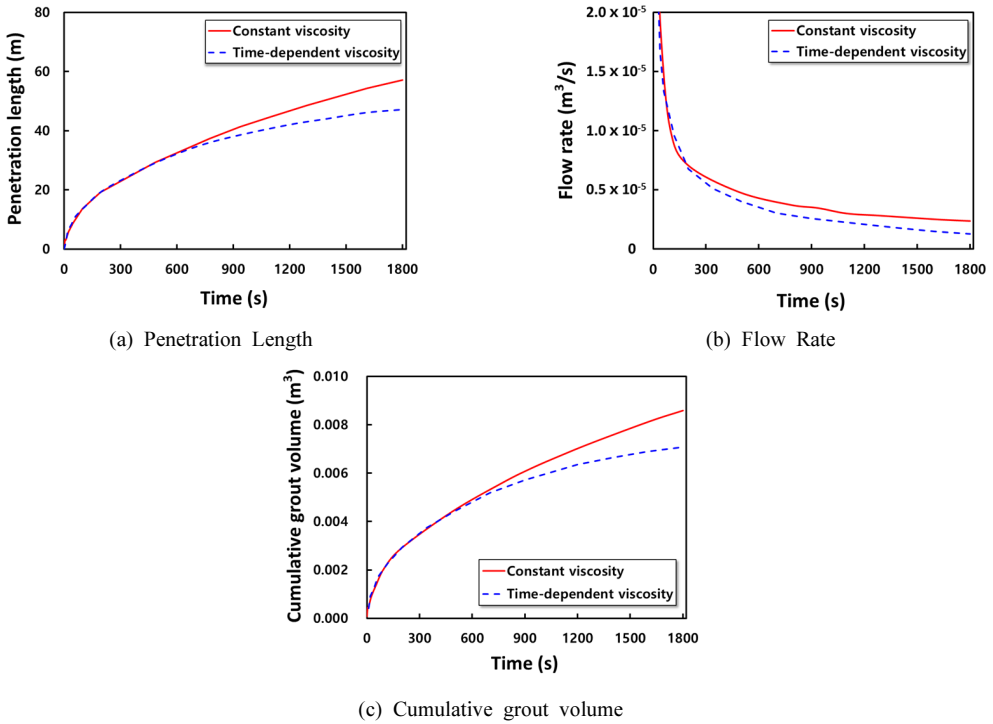 80
60
40
20
0
Penetration length (m)
Constant viscosity
Time-dependent viscosity
0 300 600 900 1200 1500 1800
Time (s)
(a) Penetration Length
2.0 x 10⁻⁵
1.5 x 10⁻⁵
1.0 x 10⁻⁵
0.5 x 10⁻⁵
0
Flow rate (m³/s)
Constant viscosity
Time-dependent viscosity
0 300 600 900 1200 1500 1800
Time (s)
(b) Flow Rate
0.010
0.008
0.006
0.004
0.002
0.000
Cumulative grout volume (m³)
Constant viscosity
Time-dependent viscosity
0 300 600 900 1200 1500 1800
Time (s)
(c) Cumulative grout volume